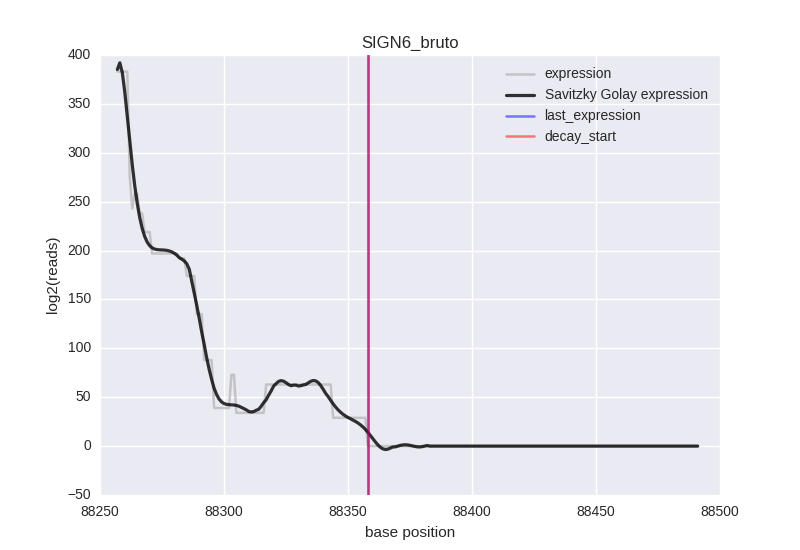 SIGN6_bruto
expression
Savitzky Golay expression
last_expression
decay_start
400
350
300
250
200
150
100
50
0
−50
log2(reads)
88250 88300 88350 88400 88450 88500
base position